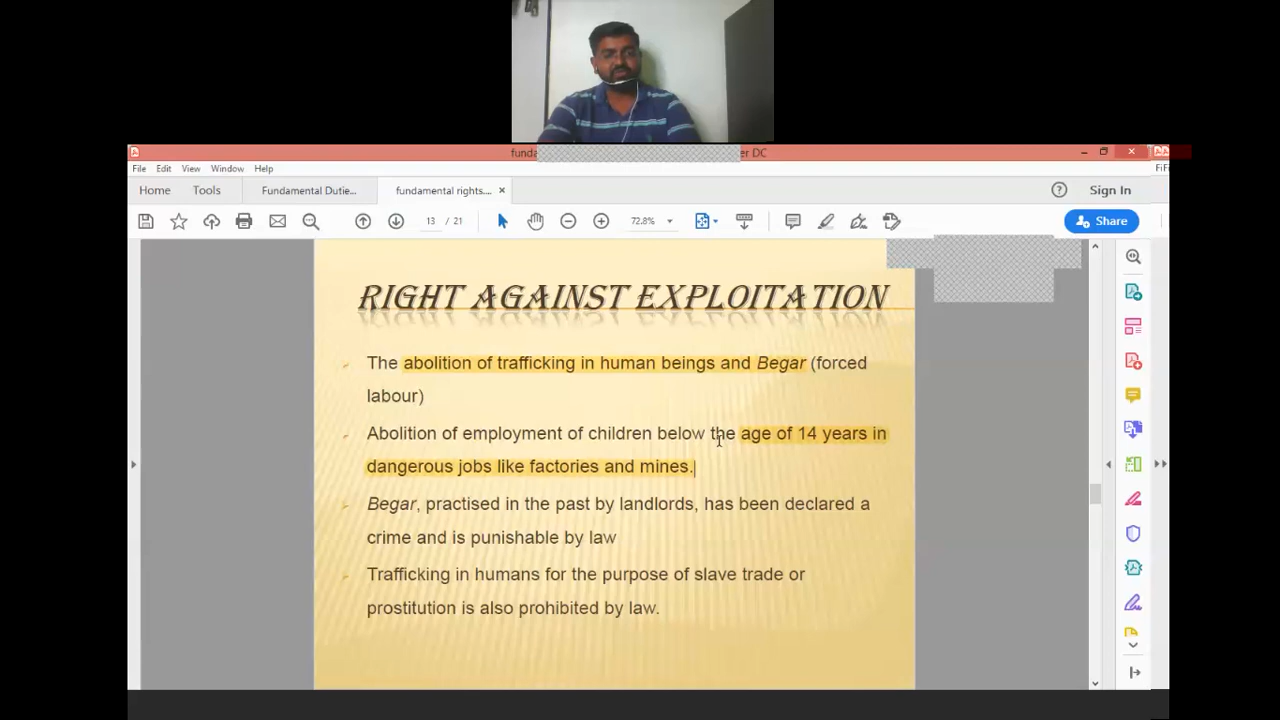 funda er DC
File Edit View Window Help FiF
Home Tools Fundamental Dutie... fundamental rights.... × Sign In
13 / 21 72.8% Share
RIGHT AGAINST EXPLOITATION
The abolition of trafficking in human beings and Begar (forced
labour)
Abolition of employment of children below the age of 14 years in
dangerous jobs like factories and mines.
Begar, practised in the past by landlords, has been declared a
crime and is punishable by law
Trafficking in humans for the purpose of slave trade or
prostitution is also prohibited by law.